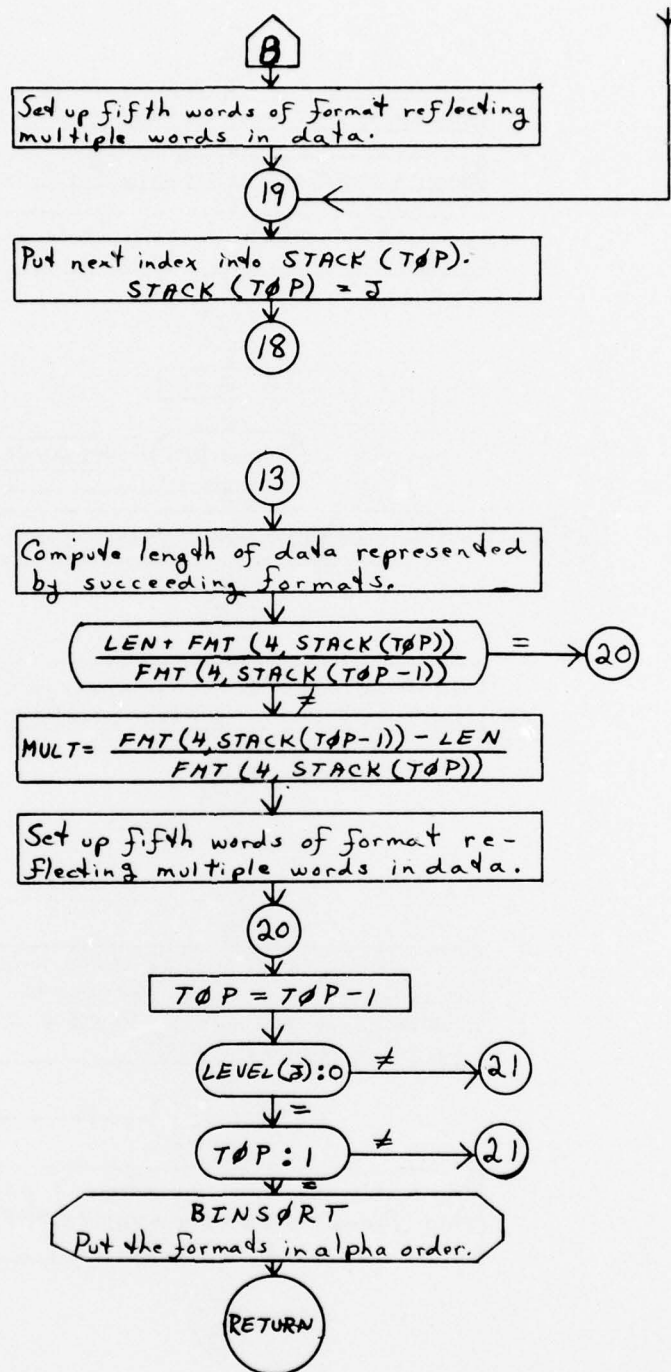 B
Set up fifth words of format reflecting
multiple words in data.
19
Put next index into STACK (TØP).
STACK (TØP) = J
18
13
Compute length of data represented
by succeeding formats.
LEN + FMT (4, STACK(TØP))
FMT (4, STACK(TØP-1))
=
20
≠
MULT = FMT(4, STACK(TØP-1)) - LEN
FMT (4, STACK(TØP))
Set up fifth words of format re-
flecting multiple words in data.
20
TØP = TØP-1
LEVEL(J):0
≠
21
=
TØP : 1
≠
21
=
BINSØRT
Put the formats in alpha order.
RETURN